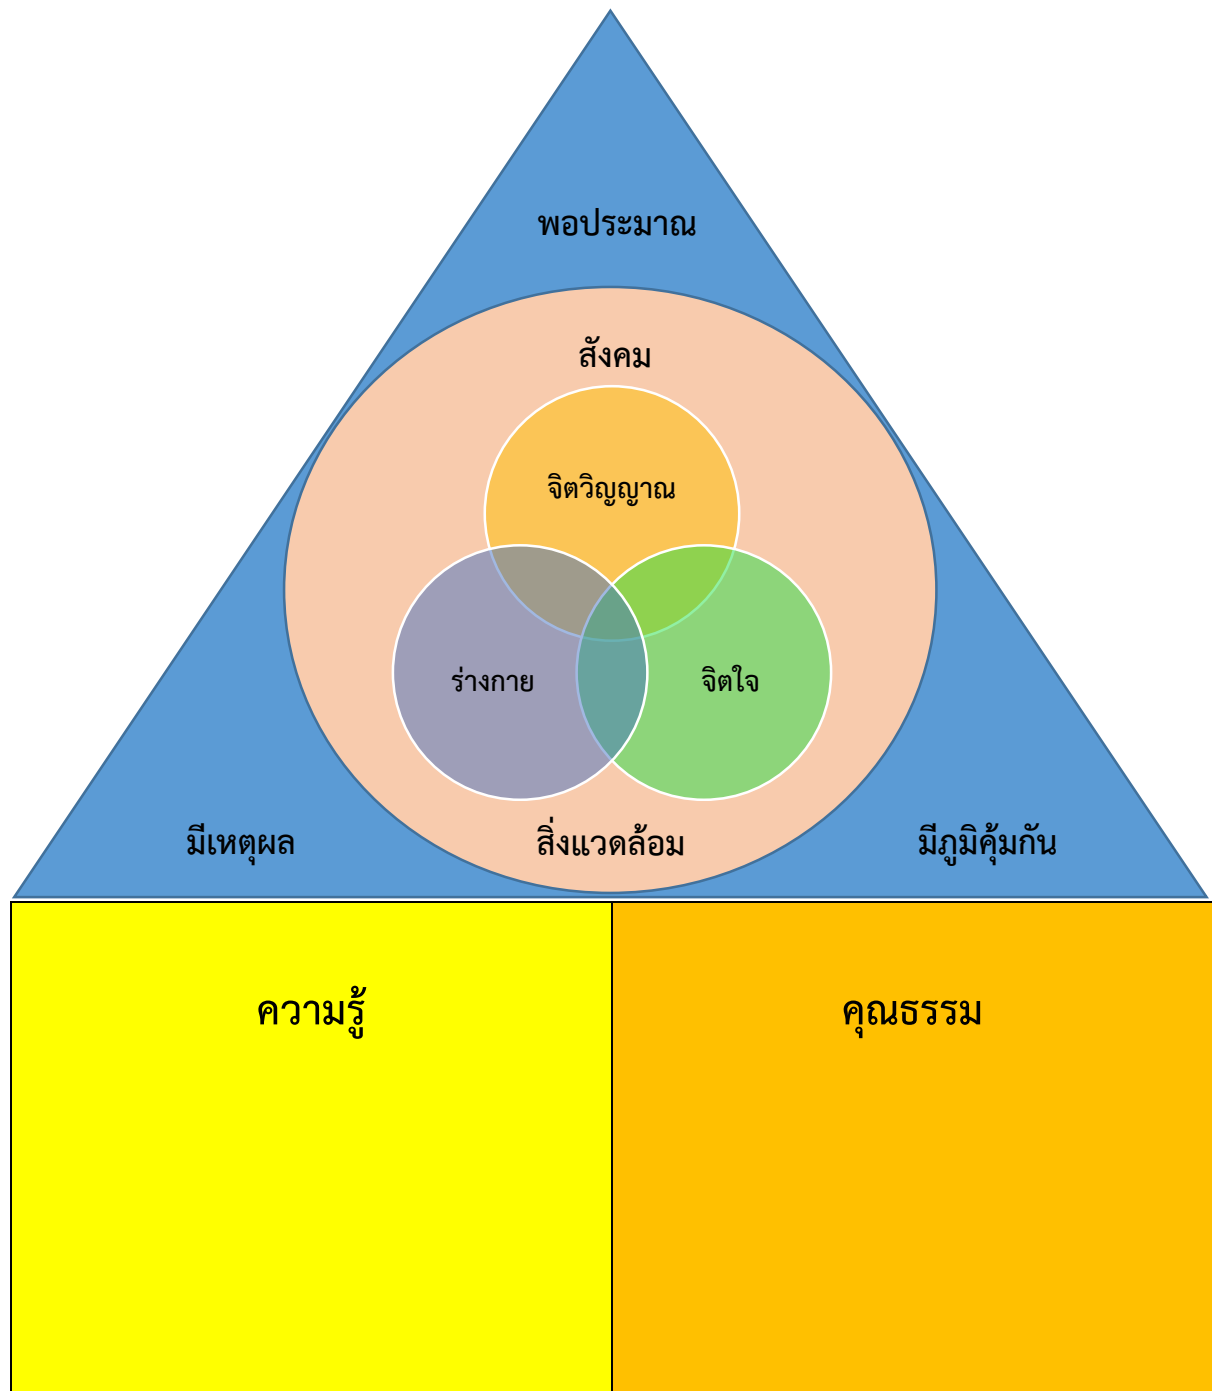 พอประมาณ
สังคม
จิตวิญญาณ
ร่างกาย
จิตใจ
มีเหตุผล
สิ่งแวดล้อม
มีภูมิคุ้มกัน
ความรู้
คุณธรรม